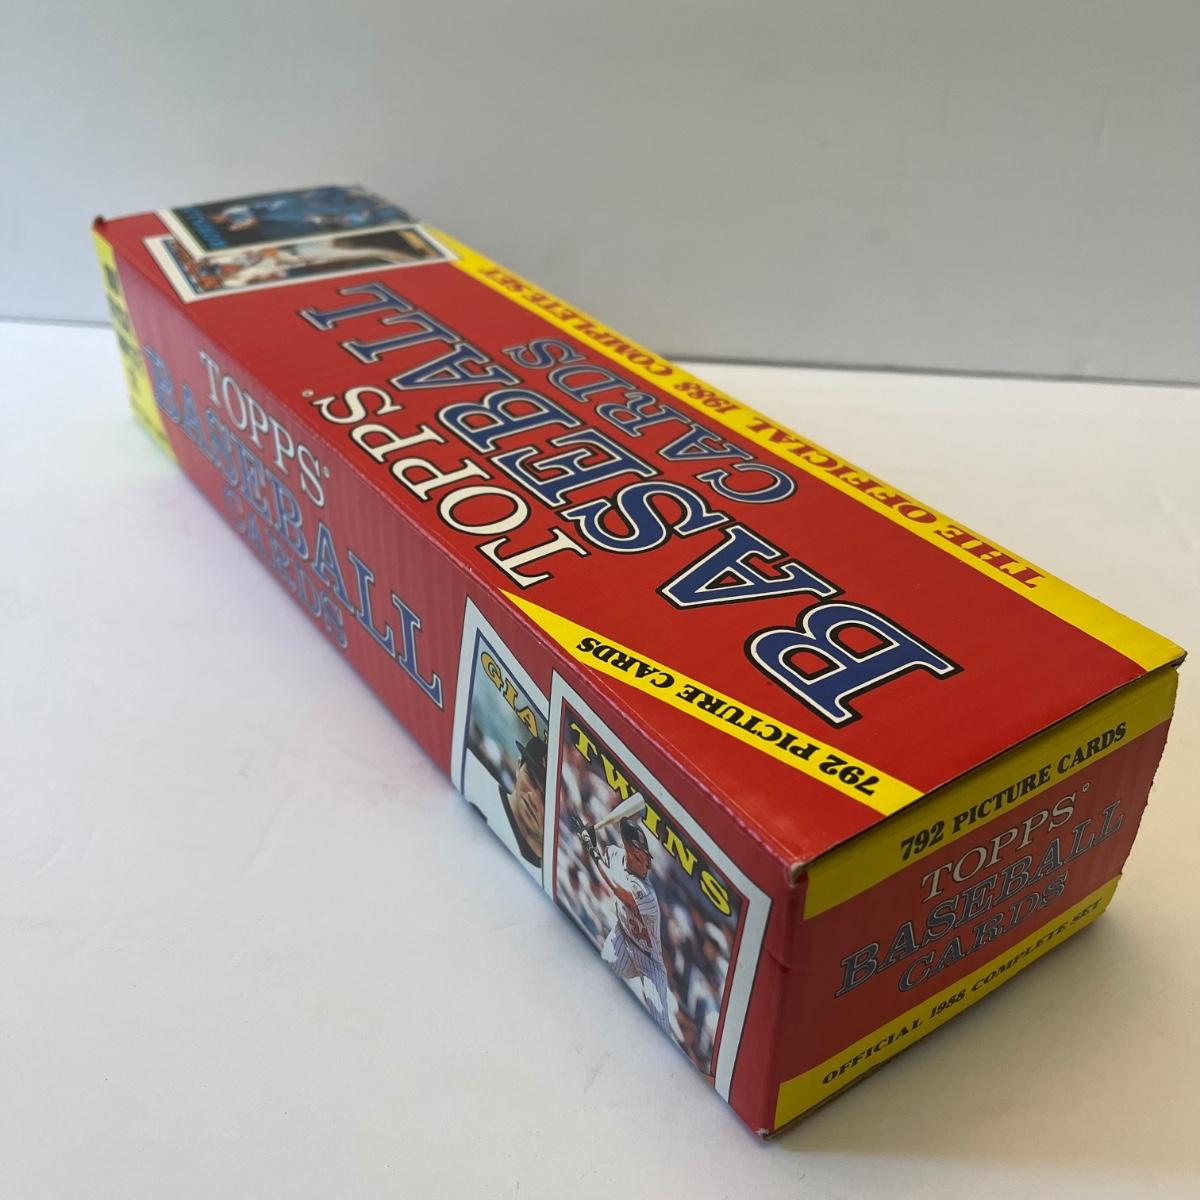 THE OFFICIAL 1988 COMPLETE SET
TOPPS
BASEBALL
CARDS
792 PICTURE CARDS
TOPPS
BASEBALL
CARDS
GIA
TWINS
34
792 PICTURE CARDS
TOPPS
BASEBALL
CARDS
OFFICIAL 1988 COMPLETE SET